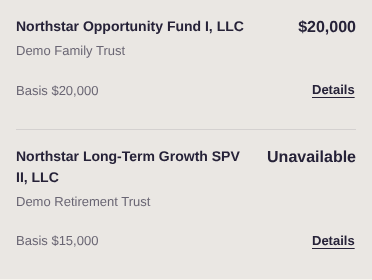 Northstar Opportunity Fund I, LLC $20,000
Demo Family Trust
Basis $20,000 Details
Northstar Long-Term Growth SPV Unavailable
II, LLC
Demo Retirement Trust
Basis $15,000 Details